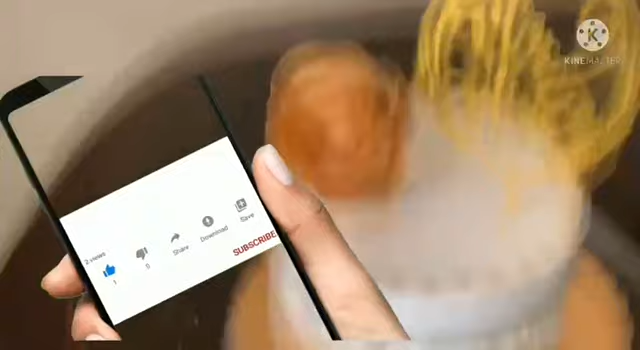 K
KINEMASTER
2 views
1
0
Share
Download
Save
SUBSCRIBE